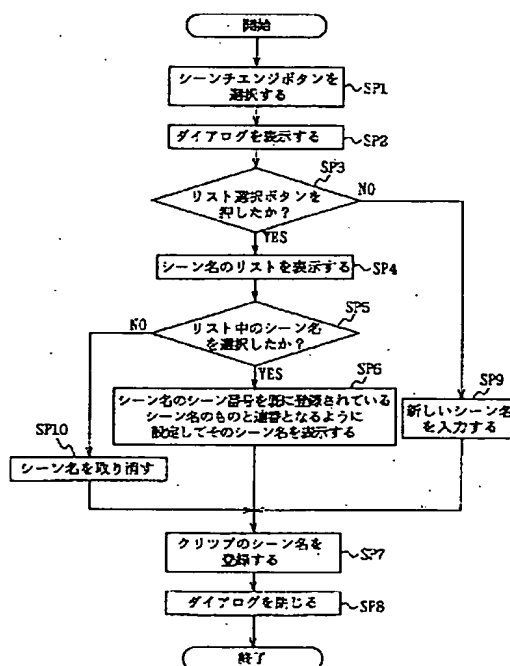 開始
シーンチエンジボタンを
選択する
SP1
ダイアログを表示する
SP2
SP3
リスト選択ボタンを
押したか?
NO
YES
シーン名のリストを表示する
SP4
SP5
リスト中のシーン名
を選択したか?
NO
YES
SP6
シーン名のシーン番号を既に登録されている
シーン名のものと連番となるように
設定してそのシーン名を表示する
SP9
新しいシーン名
を入力する
SP10
シーン名を取り消す
クリツプのシーン名を
登録する
SP7
ダイアログを閉じる
SP8
終了